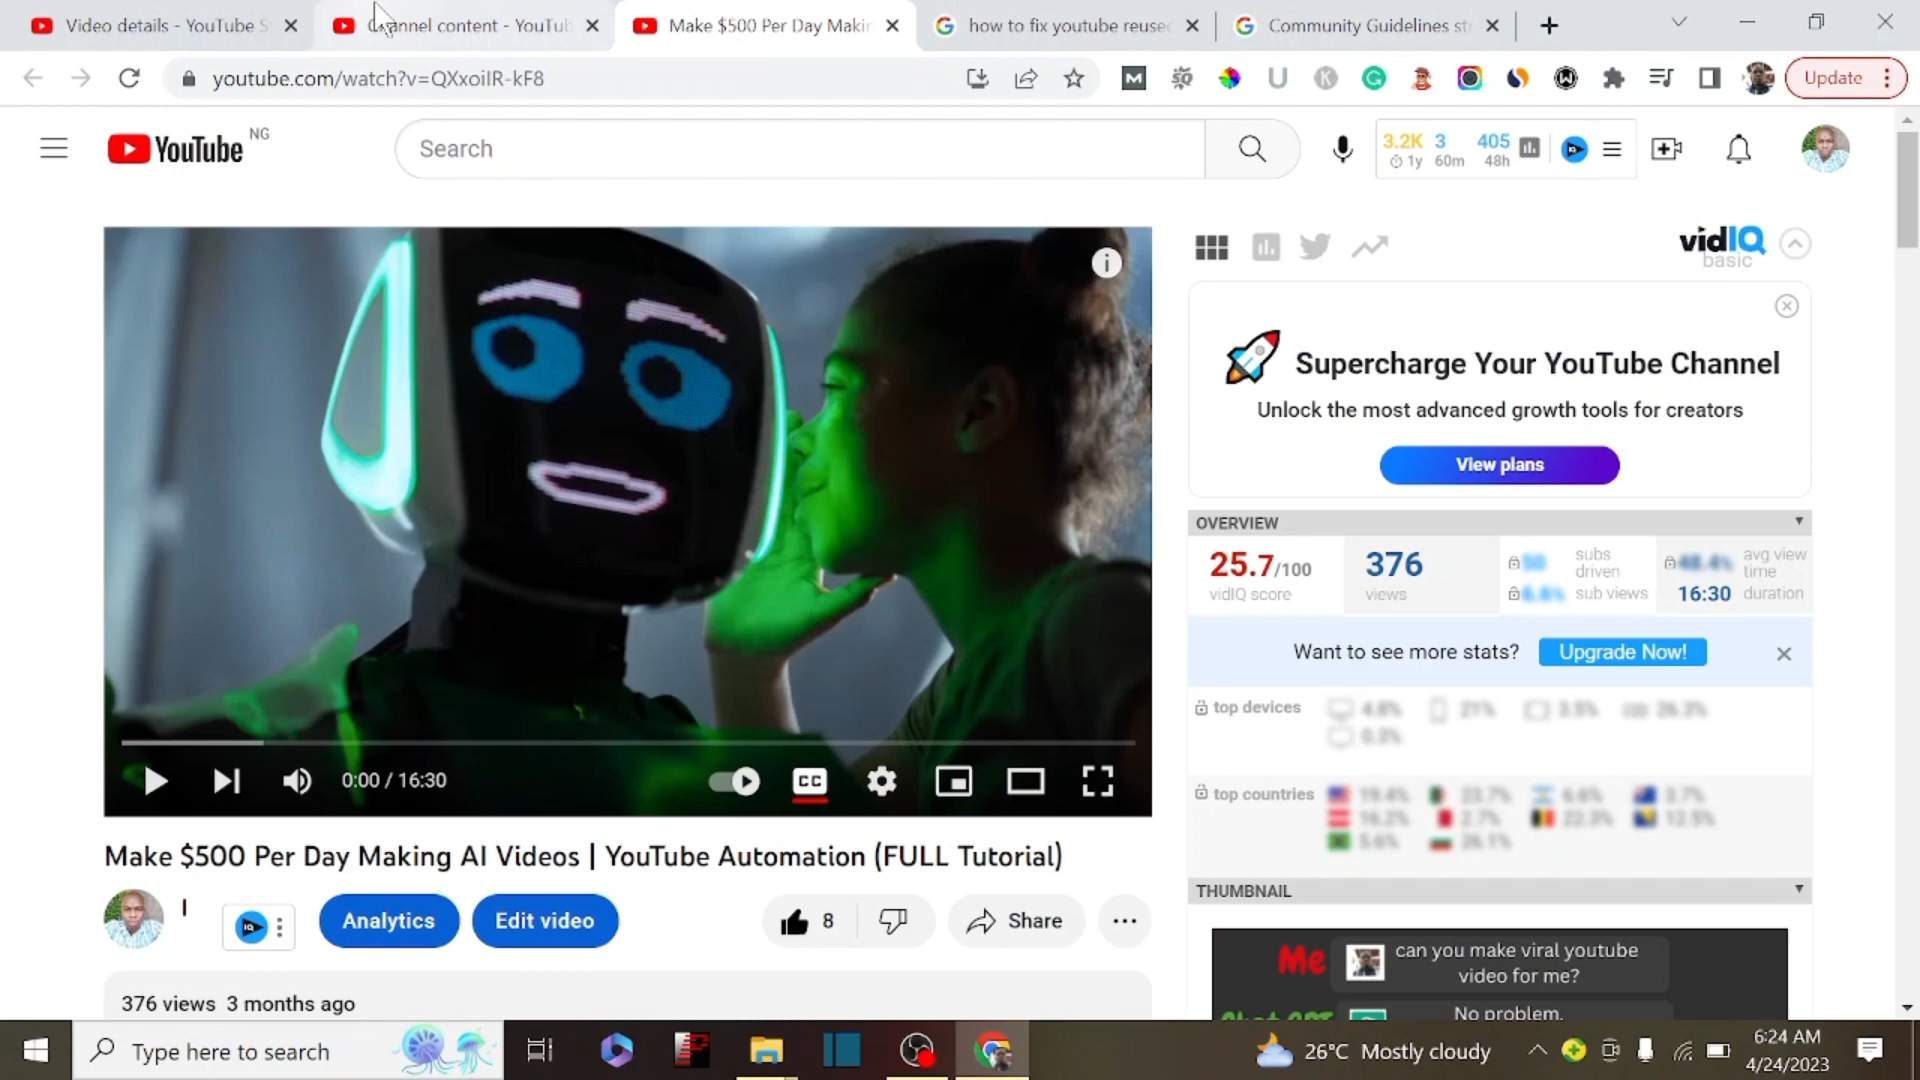 Video details - YouTube S
Channel content - YouTub
Make $500 Per Day Makin
how to fix youtube reused
Community Guidelines str
youtube.com/watch?v=QXxoiIR-kF8
Update
YouTube NG
Search
3.2K 3 405
1y 60m 48h
vidIQ
basic
Supercharge Your YouTube Channel
Unlock the most advanced growth tools for creators
View plans
OVERVIEW
25.7/100
vidIQ score
376
views
subs driven
sub views
avg view time
16:30 duration
Want to see more stats? Upgrade Now!
top devices
top countries
0:00 / 16:30
CC
Make $500 Per Day Making AI Videos | YouTube Automation (FULL Tutorial)
Analytics
Edit video
8
Share
376 views 3 months ago
THUMBNAIL
Me
can you make viral youtube
video for me?
Chat GPT
No problem.
Type here to search
26°C Mostly cloudy
6:24 AM
4/24/2023